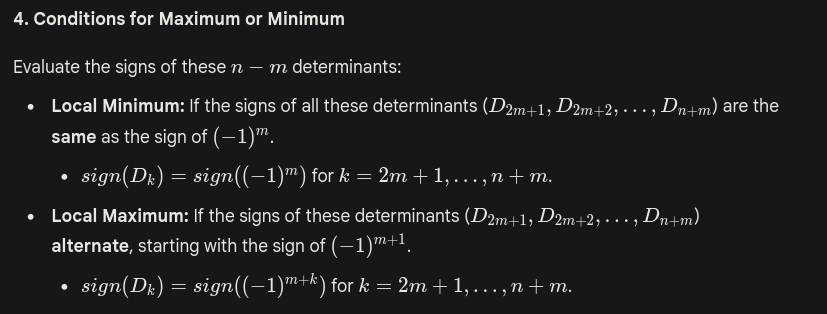 4. Conditions for Maximum or Minimum
Evaluate the signs of these n − m determinants:
• Local Minimum: If the signs of all these determinants (D₂ₘ₊₁, D₂ₘ₊₂, . . . , Dₙ₊ₘ) are the
same as the sign of (−1)ᵐ.
• sign(Dₖ) = sign((−1)ᵐ) for k = 2m + 1, . . . , n + m.
• Local Maximum: If the signs of these determinants (D₂ₘ₊₁, D₂ₘ₊₂, . . . , Dₙ₊ₘ)
alternate, starting with the sign of (−1)ᵐ⁺¹.
• sign(Dₖ) = sign((−1)ᵐ⁺ᵏ) for k = 2m + 1, . . . , n + m.